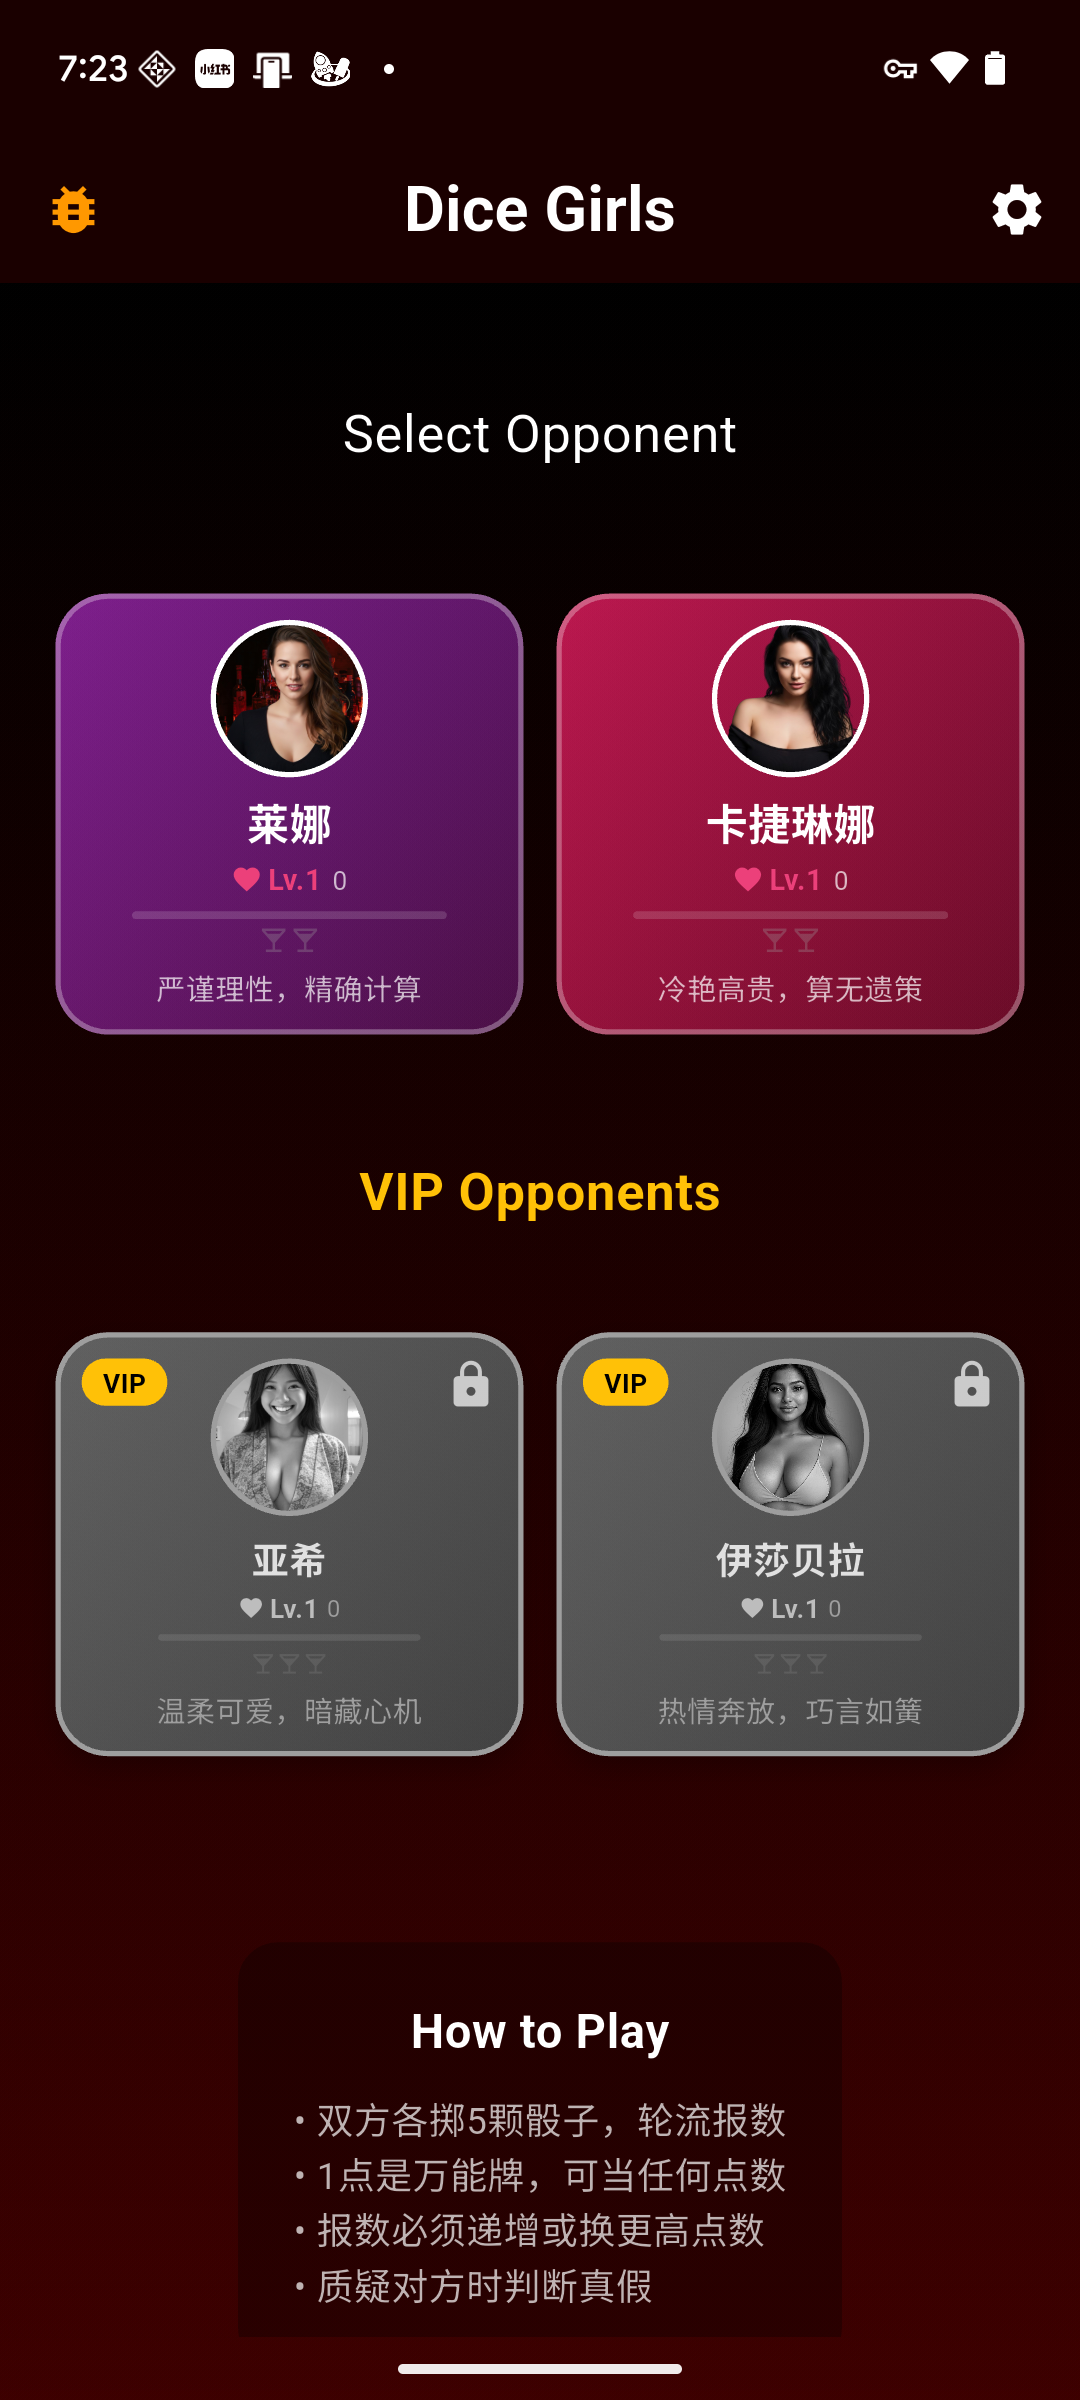 7:23
小红书
Dice Girls
Select Opponent
莱娜
Lv.1 0
严谨理性，精确计算
卡捷琳娜
Lv.1 0
冷艳高贵，算无遗策
VIP Opponents
VIP
亚希
Lv.1 0
温柔可爱，暗藏心机
VIP
伊莎贝拉
Lv.1 0
热情奔放，巧言如簧
How to Play
• 双方各掷5颗骰子，轮流报数
• 1点是万能牌，可当任何点数
• 报数必须递增或换更高点数
• 质疑对方时判断真假